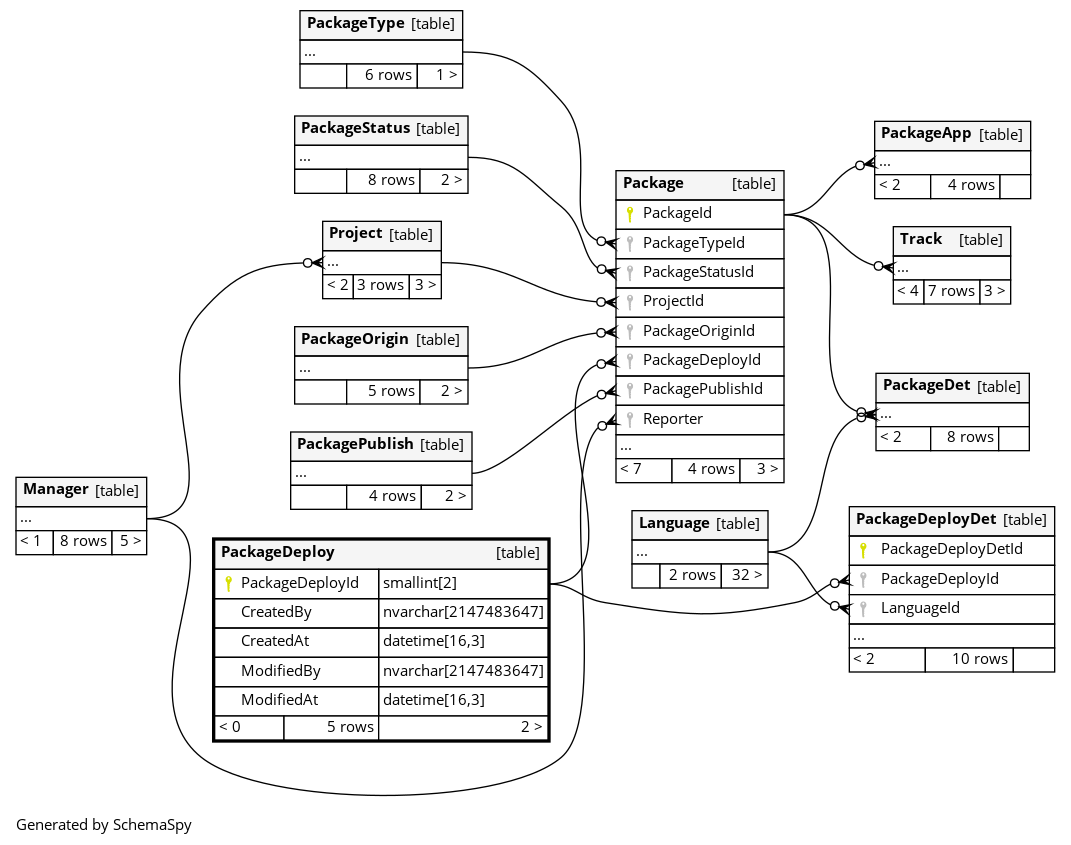 PackageType [table]
...
6 rows 1 >
PackageStatus [table]
...
8 rows 2 >
Project [table]
...
< 2 3 rows 3 >
PackageOrigin [table]
...
5 rows 2 >
PackagePublish [table]
...
4 rows 2 >
Manager [table]
...
< 1 8 rows 5 >
PackageDeploy [table]
PackageDeployId smallint[2]
CreatedBy nvarchar[2147483647]
CreatedAt datetime[16,3]
ModifiedBy nvarchar[2147483647]
ModifiedAt datetime[16,3]
< 0 5 rows 2 >
Package [table]
PackageId
PackageTypeId
PackageStatusId
ProjectId
PackageOriginId
PackageDeployId
PackagePublishId
Reporter
...
< 7 4 rows 3 >
Language [table]
...
2 rows 32 >
PackageApp [table]
...
< 2 4 rows
Track [table]
...
< 4 7 rows 3 >
PackageDet [table]
...
< 2 8 rows
PackageDeployDet [table]
PackageDeployDetId
PackageDeployId
LanguageId
...
< 2 10 rows
Generated by SchemaSpy